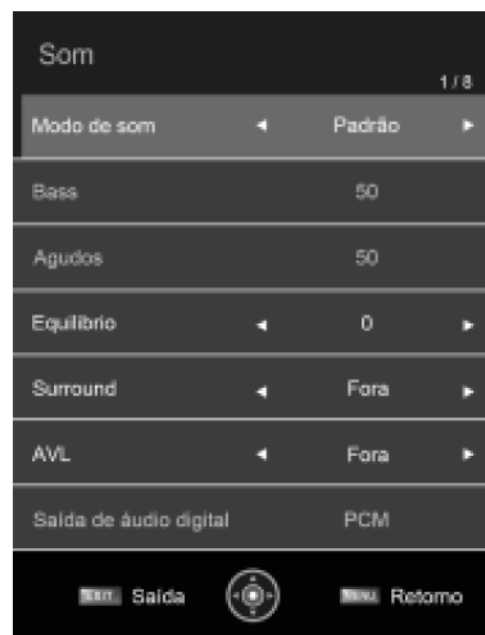 Som
1/8
Modo de som ◄ Padrão ►
Bass 50
Agudos 50
Equilíbrio ◄ 0 ►
Surround ◄ Fora ►
AVL ◄ Fora ►
Saída de áudio digital PCM
EXIT Saída MENU Retorno